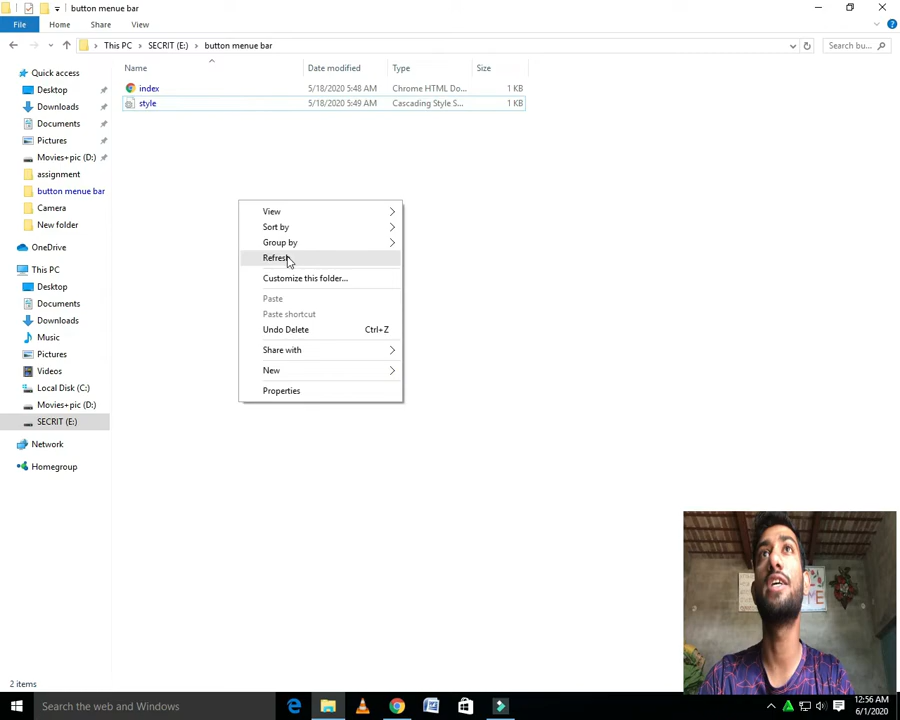 button menue bar
File Home Share View
This PC SECRIT (E:) button menue bar Search bu...
Name Date modified Type Size
Quick access
Desktop
Downloads
Documents
Pictures
Movies+pic (D:)
assignment
button menue bar
Camera
New folder
OneDrive
This PC
Desktop
Documents
Downloads
Music
Pictures
Videos
Local Disk (C:)
Movies+pic (D:)
SECRIT (E:)
Network
Homegroup
index 5/18/2020 5:48 AM Chrome HTML Do... 1 KB
style 5/18/2020 5:49 AM Cascading Style S... 1 KB
View
Sort by
Group by
Refresh
Customize this folder...
Paste
Paste shortcut
Undo Delete Ctrl+Z
Share with
New
Properties
2 items
Search the web and Windows
12:56 AM
6/1/2020